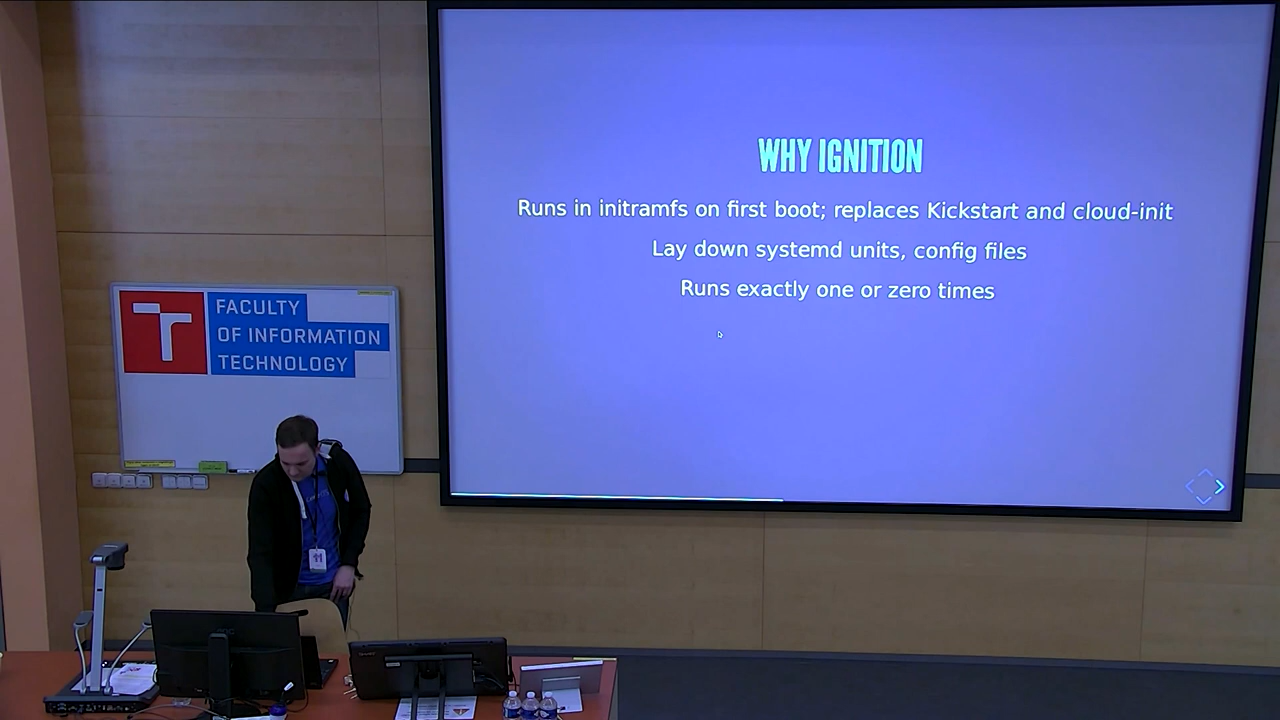 WHY IGNITION
Runs in initramfs on first boot; replaces Kickstart and cloud-init
Lay down systemd units, config files
Runs exactly one or zero times
FACULTY
OF INFORMATION
TECHNOLOGY